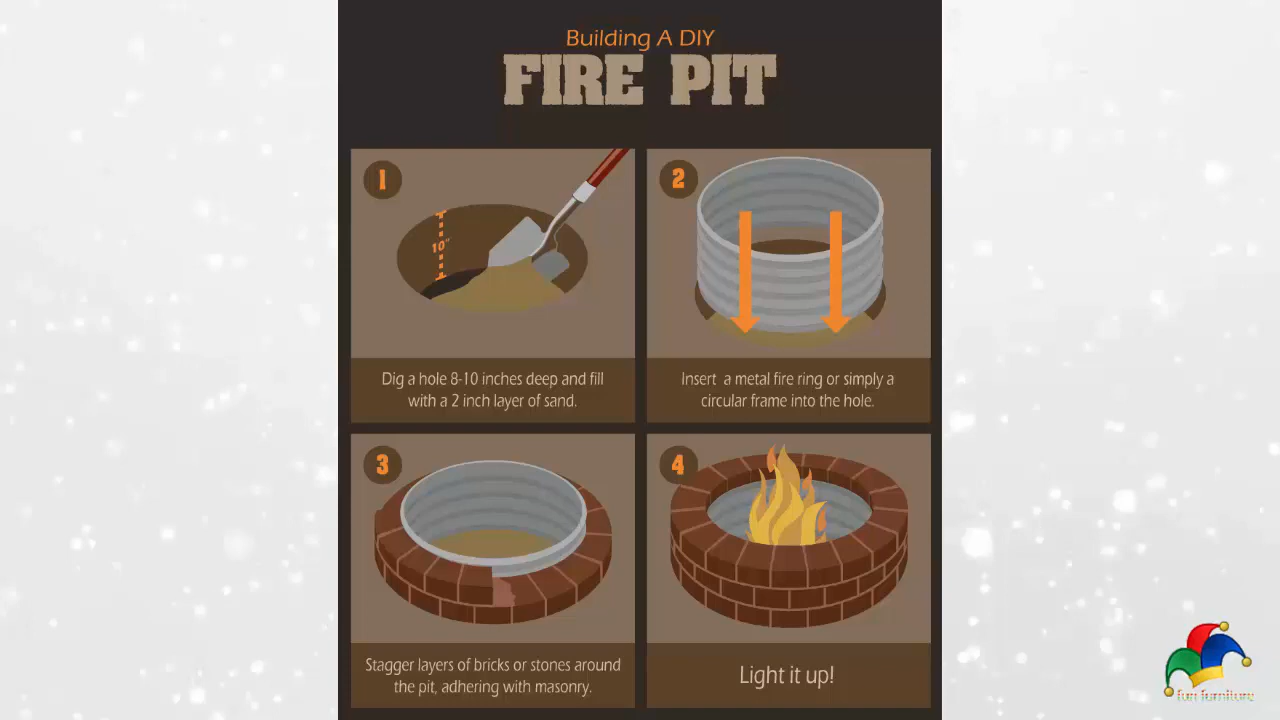 Building A DIY
FIRE PIT
1
10"
Dig a hole 8-10 inches deep and fill
with a 2 inch layer of sand.
2
Insert a metal fire ring or simply a
circular frame into the hole.
3
Stagger layers of bricks or stones around
the pit, adhering with masonry.
4
Light it up!
fun furniture